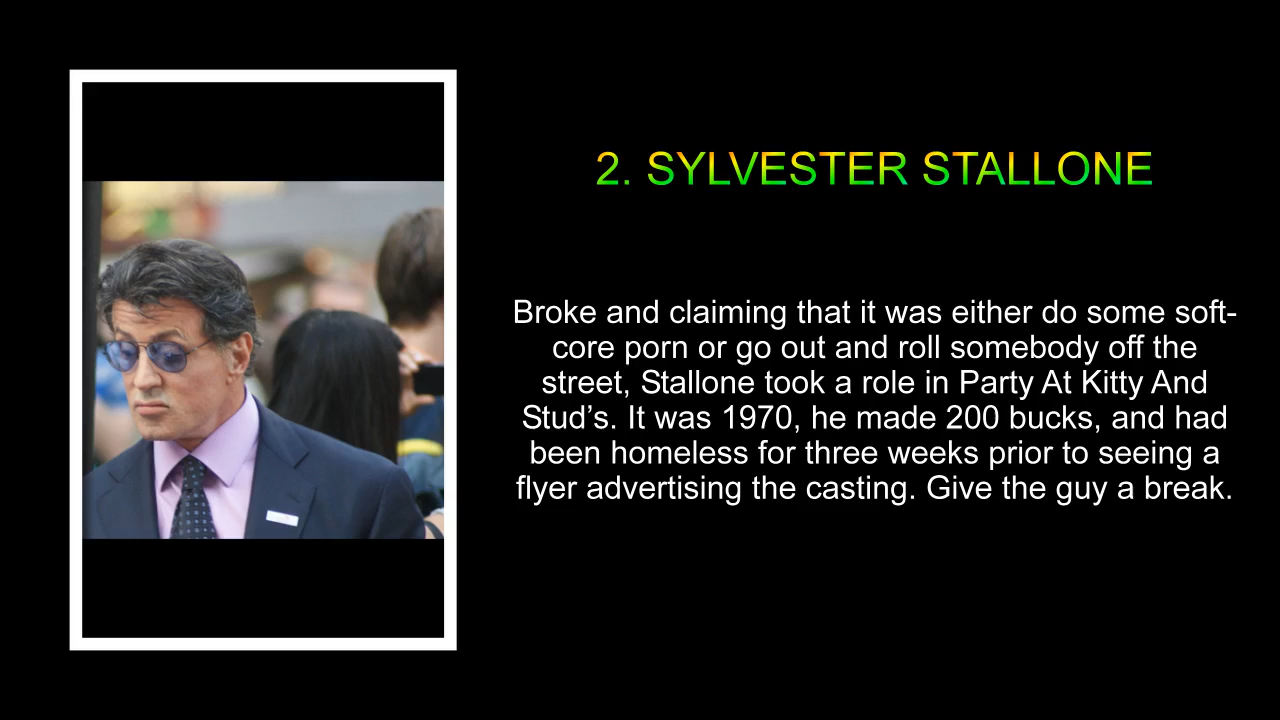 2. SYLVESTER STALLONE
Broke and claiming that it was either do some soft-
core porn or go out and roll somebody off the
street, Stallone took a role in Party At Kitty And
Stud’s. It was 1970, he made 200 bucks, and had
been homeless for three weeks prior to seeing a
flyer advertising the casting. Give the guy a break.